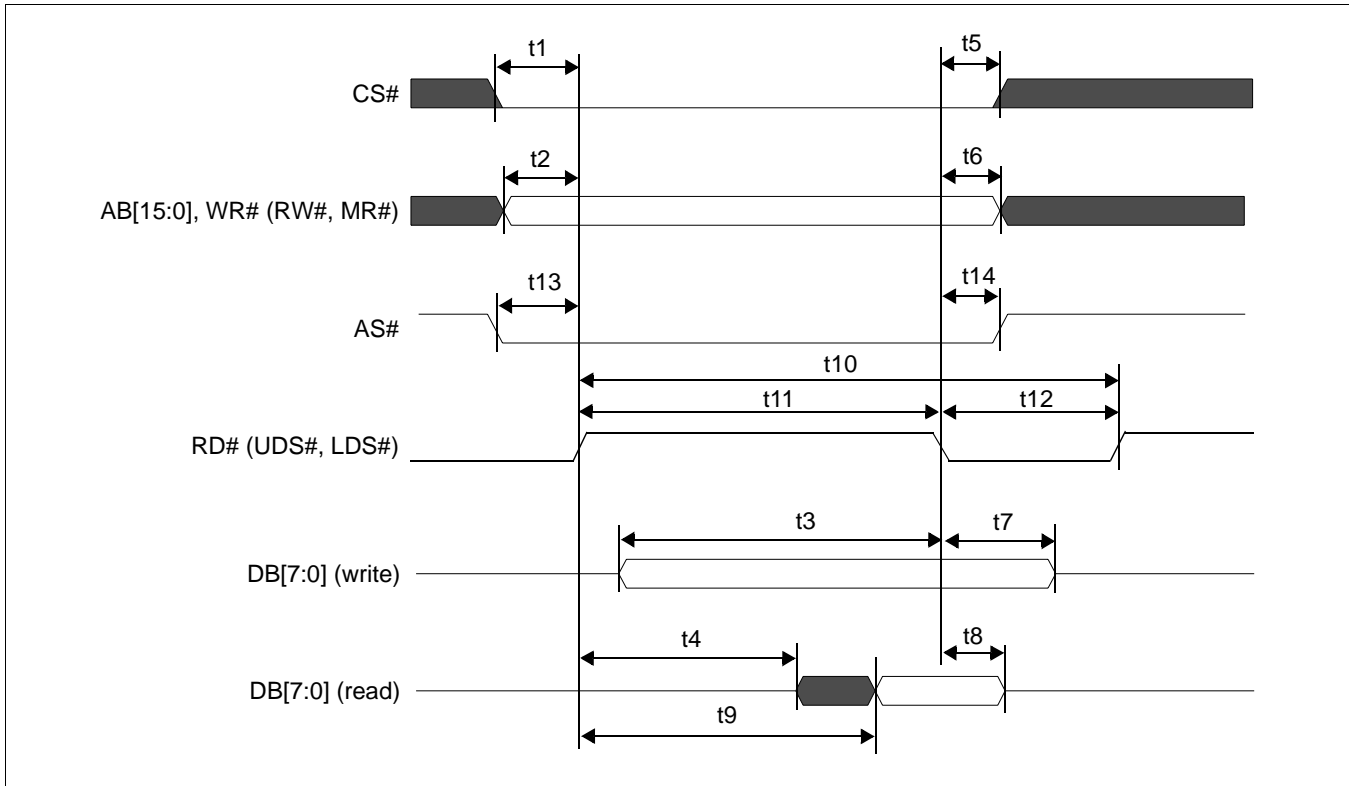 t1 t5
CS#
t2 t6
AB[15:0], WR# (RW#, MR#)
t13 t14
AS#
t10
t11 t12
RD# (UDS#, LDS#)
t3 t7
DB[7:0] (write)
t4 t8
DB[7:0] (read)
t9